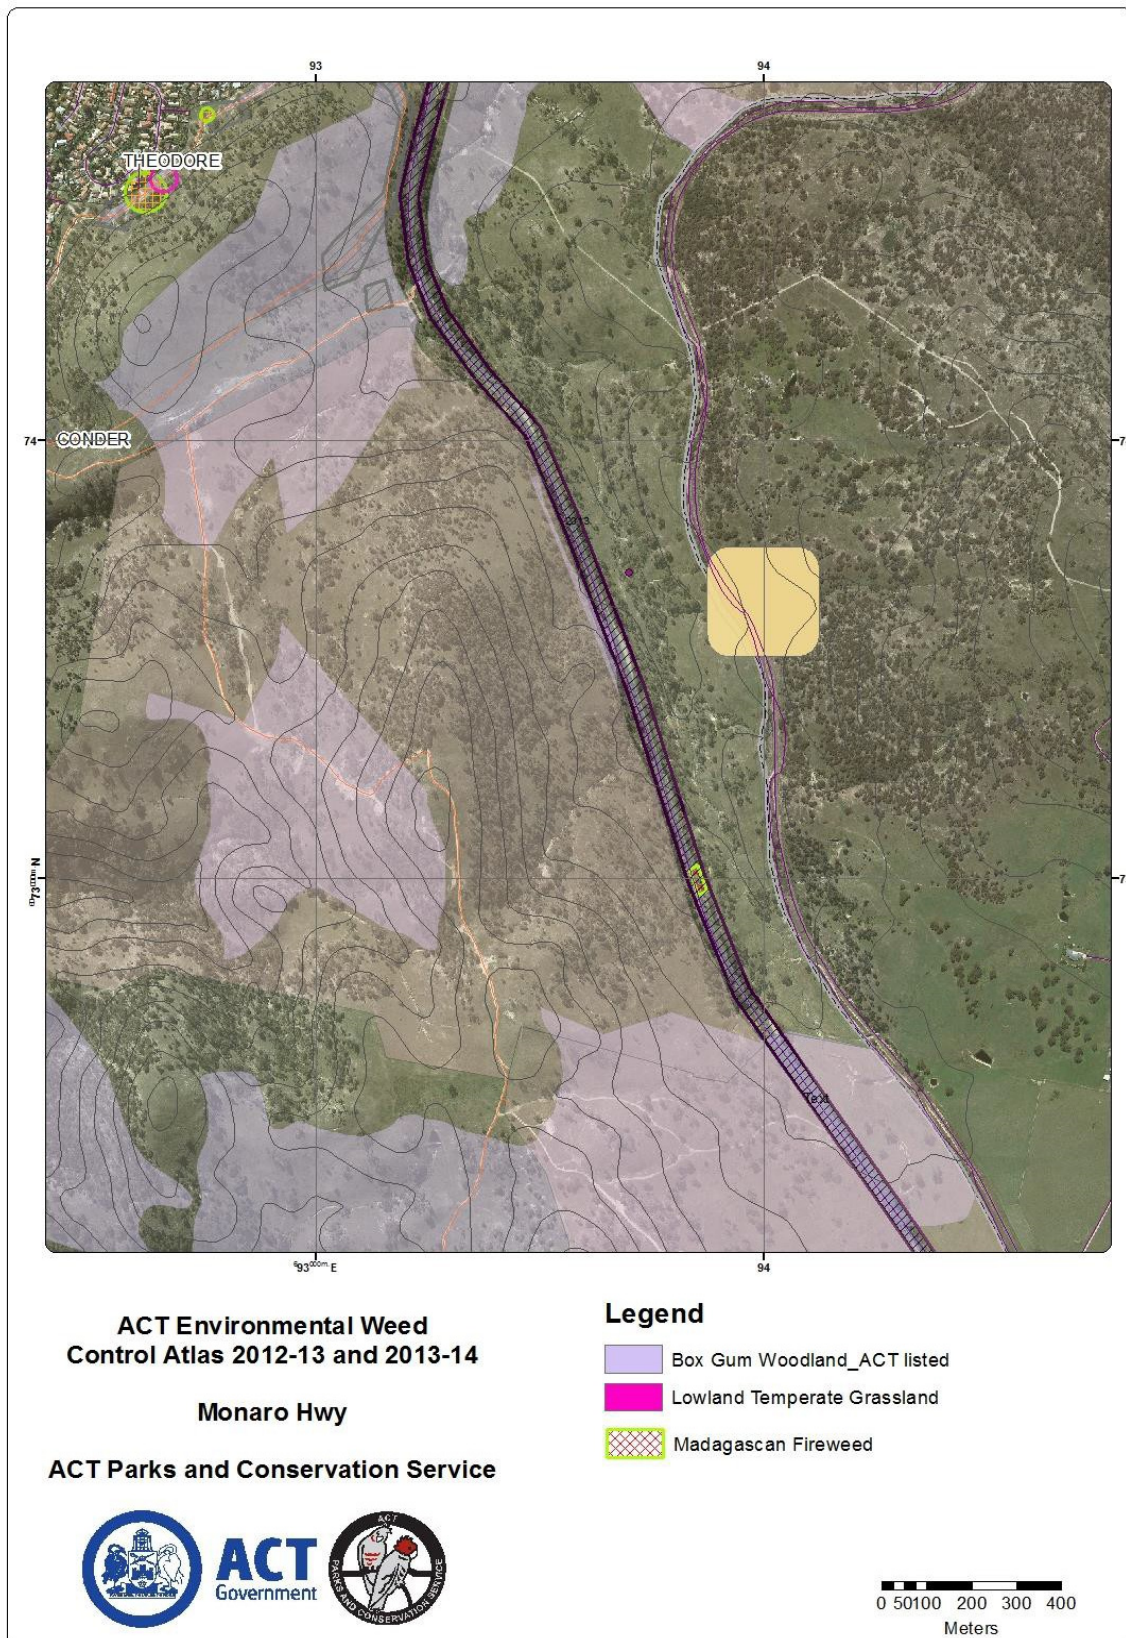 93
94
THEODORE
74
CONDER
7
⁶¹73⁰⁰⁰ᵐ N
7
Text
⁶93⁰⁰⁰ᵐ· E
94
ACT Environmental Weed
Control Atlas 2012-13 and 2013-14
Monaro Hwy
ACT Parks and Conservation Service
ACT
Government
ACT
PARKS AND CONSERVATION SERVICE
Legend
Box Gum Woodland_ACT listed
Lowland Temperate Grassland
Madagascan Fireweed
0 50100 200 300 400
Meters